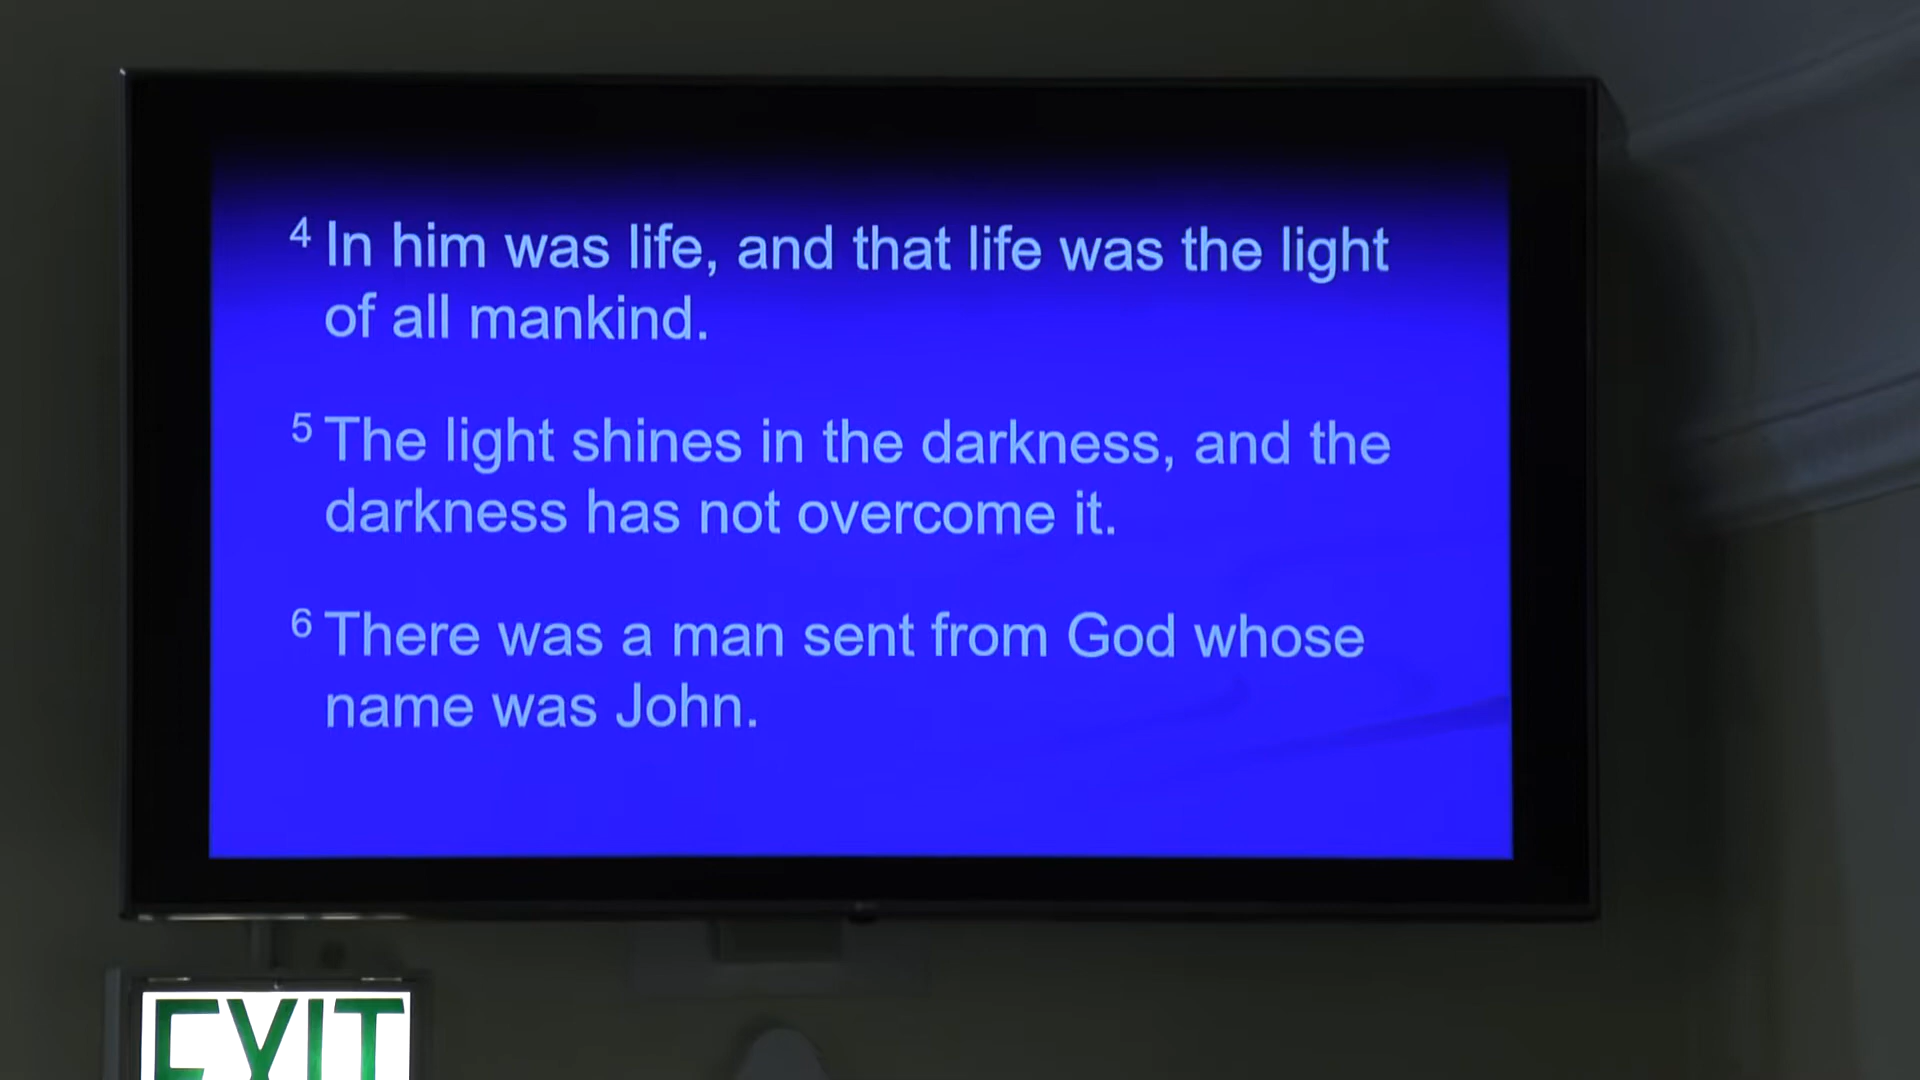 4 In him was life, and that life was the light
of all mankind.
5 The light shines in the darkness, and the
darkness has not overcome it.
6 There was a man sent from God whose
name was John.
EXIT